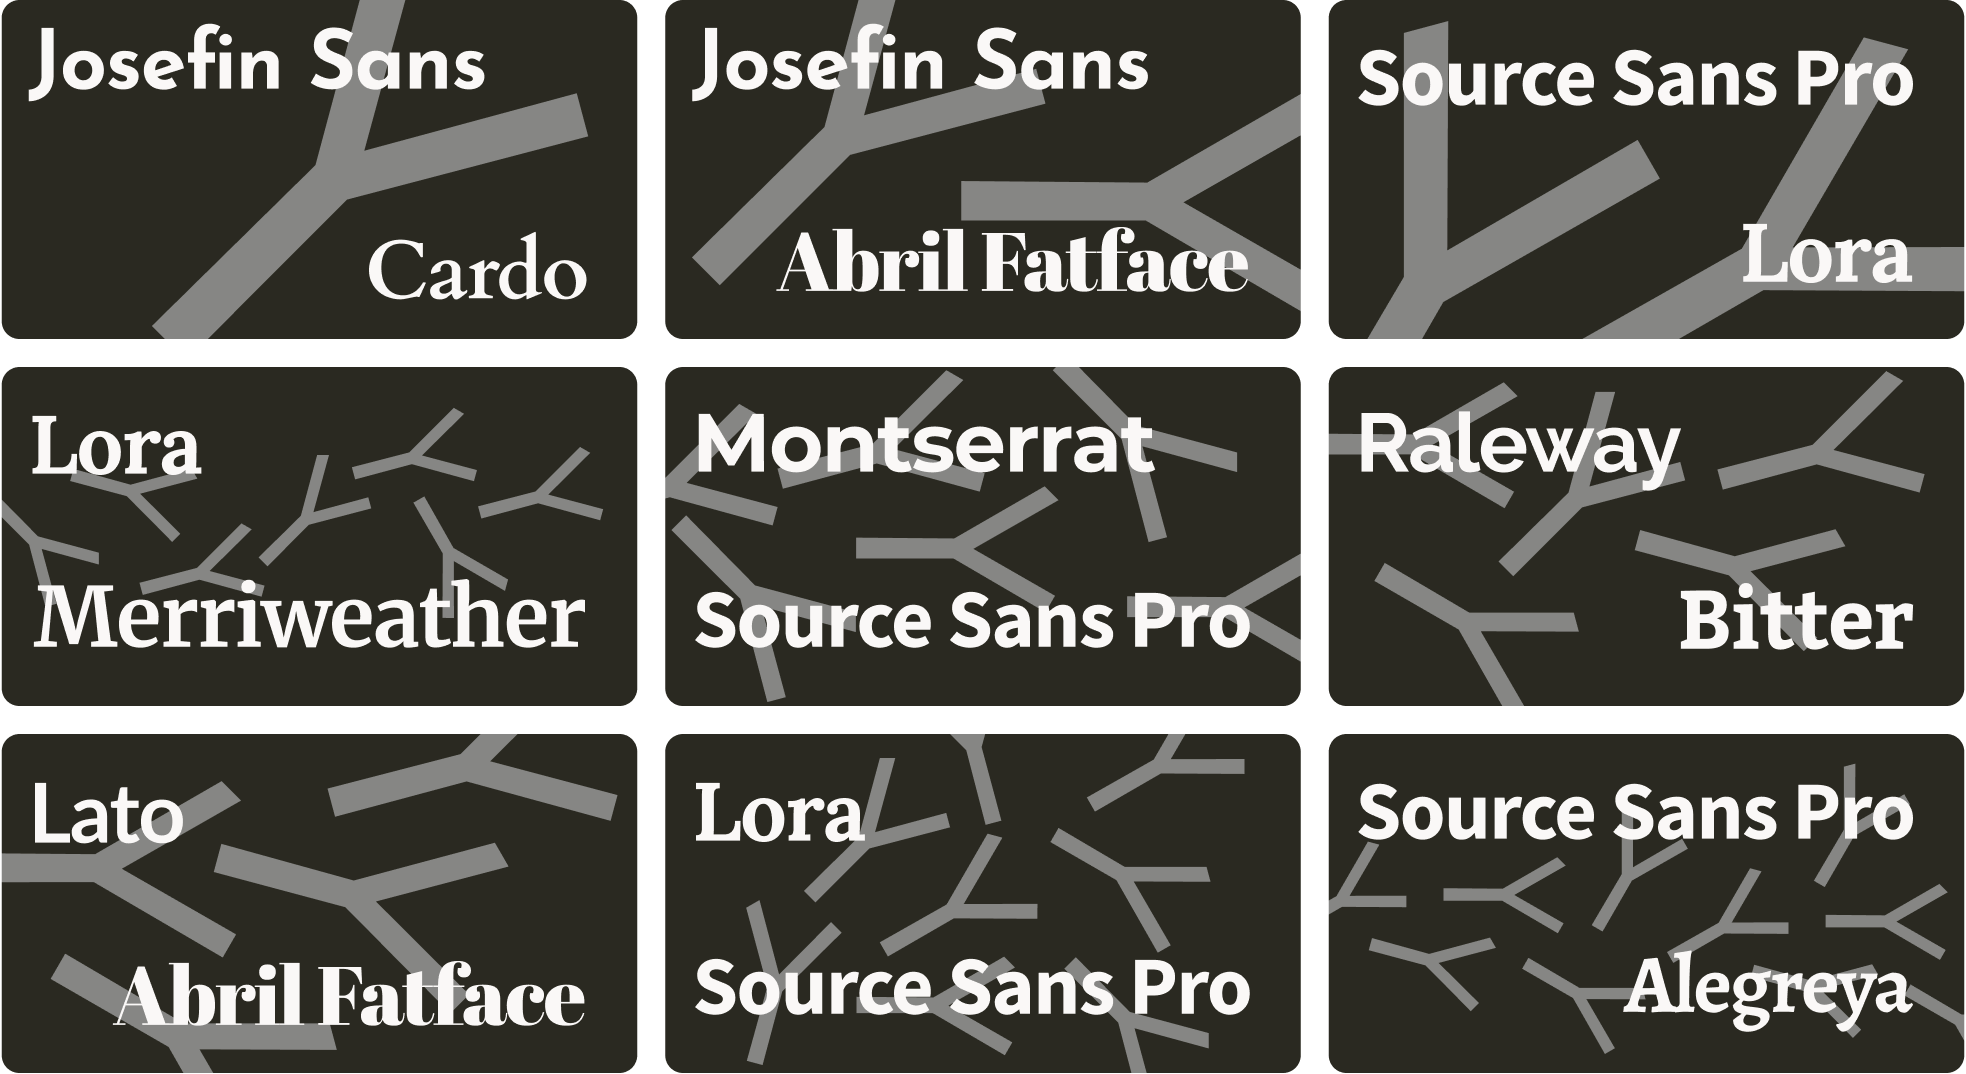 Josefin Sans
Cardo
Josefin Sans
Abril Fatface
Source Sans Pro
Lora
Lora
Merriweather
Montserrat
Source Sans Pro
Raleway
Bitter
Lato
Abril Fatface
Lora
Source Sans Pro
Source Sans Pro
Alegreya